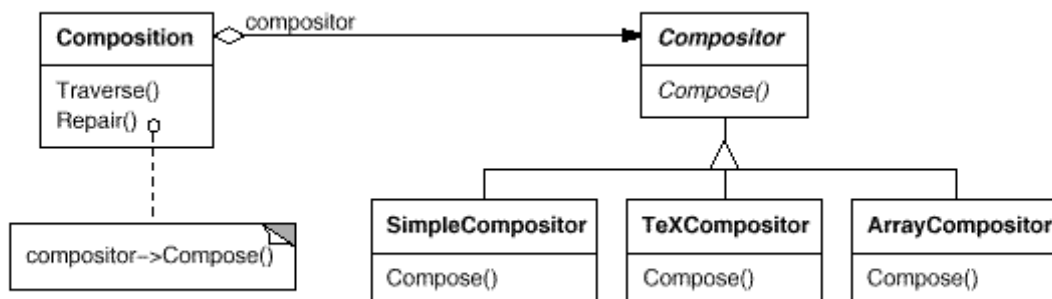 compositor
Composition
Compositor
Traverse()
Repair()
Compose()
compositor->Compose()
SimpleCompositor
TeXCompositor
ArrayCompositor
Compose()
Compose()
Compose()